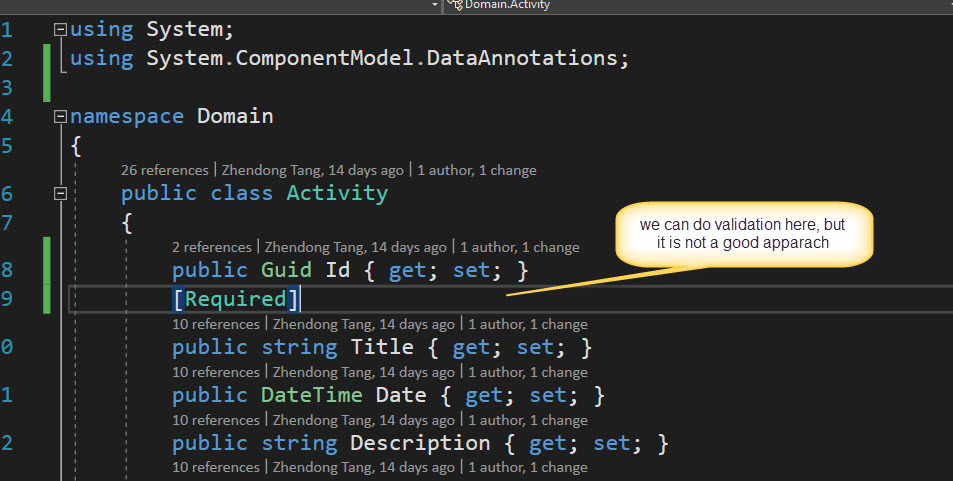 Domain.Activity
1 using System;
2 using System.ComponentModel.DataAnnotations;
3
4 namespace Domain
5 {
26 references | Zhendong Tang, 14 days ago | 1 author, 1 change
6 public class Activity
7 {
we can do validation here, but
it is not a good apparach
2 references | Zhendong Tang, 14 days ago | 1 author, 1 change
8 public Guid Id { get; set; }
9 [Required]
10 references | Zhendong Tang, 14 days ago | 1 author, 1 change
0 public string Title { get; set; }
10 references | Zhendong Tang, 14 days ago | 1 author, 1 change
1 public DateTime Date { get; set; }
10 references | Zhendong Tang, 14 days ago | 1 author, 1 change
2 public string Description { get; set; }
10 references | Zhendong Tang, 14 days ago | 1 author, 1 change